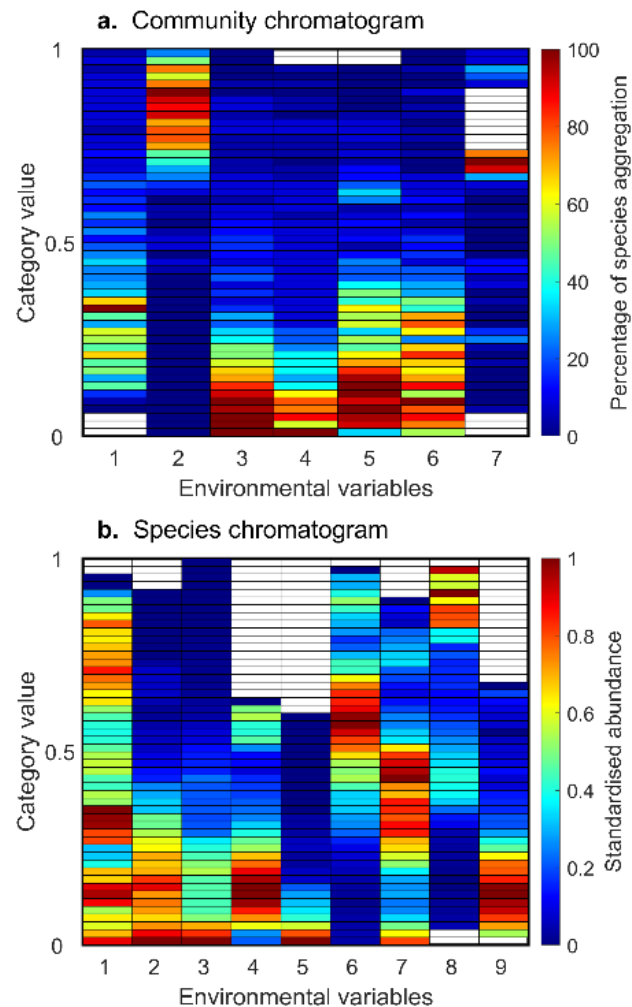 a. Community chromatogram
1
0.5
0
Category value
1 2 3 4 5 6 7
Environmental variables
100
80
60
40
20
0
Percentage of species aggregation
b. Species chromatogram
1
0.5
0
Category value
1 2 3 4 5 6 7 8 9
Environmental variables
1
0.8
0.6
0.4
0.2
0
Standardised abundance